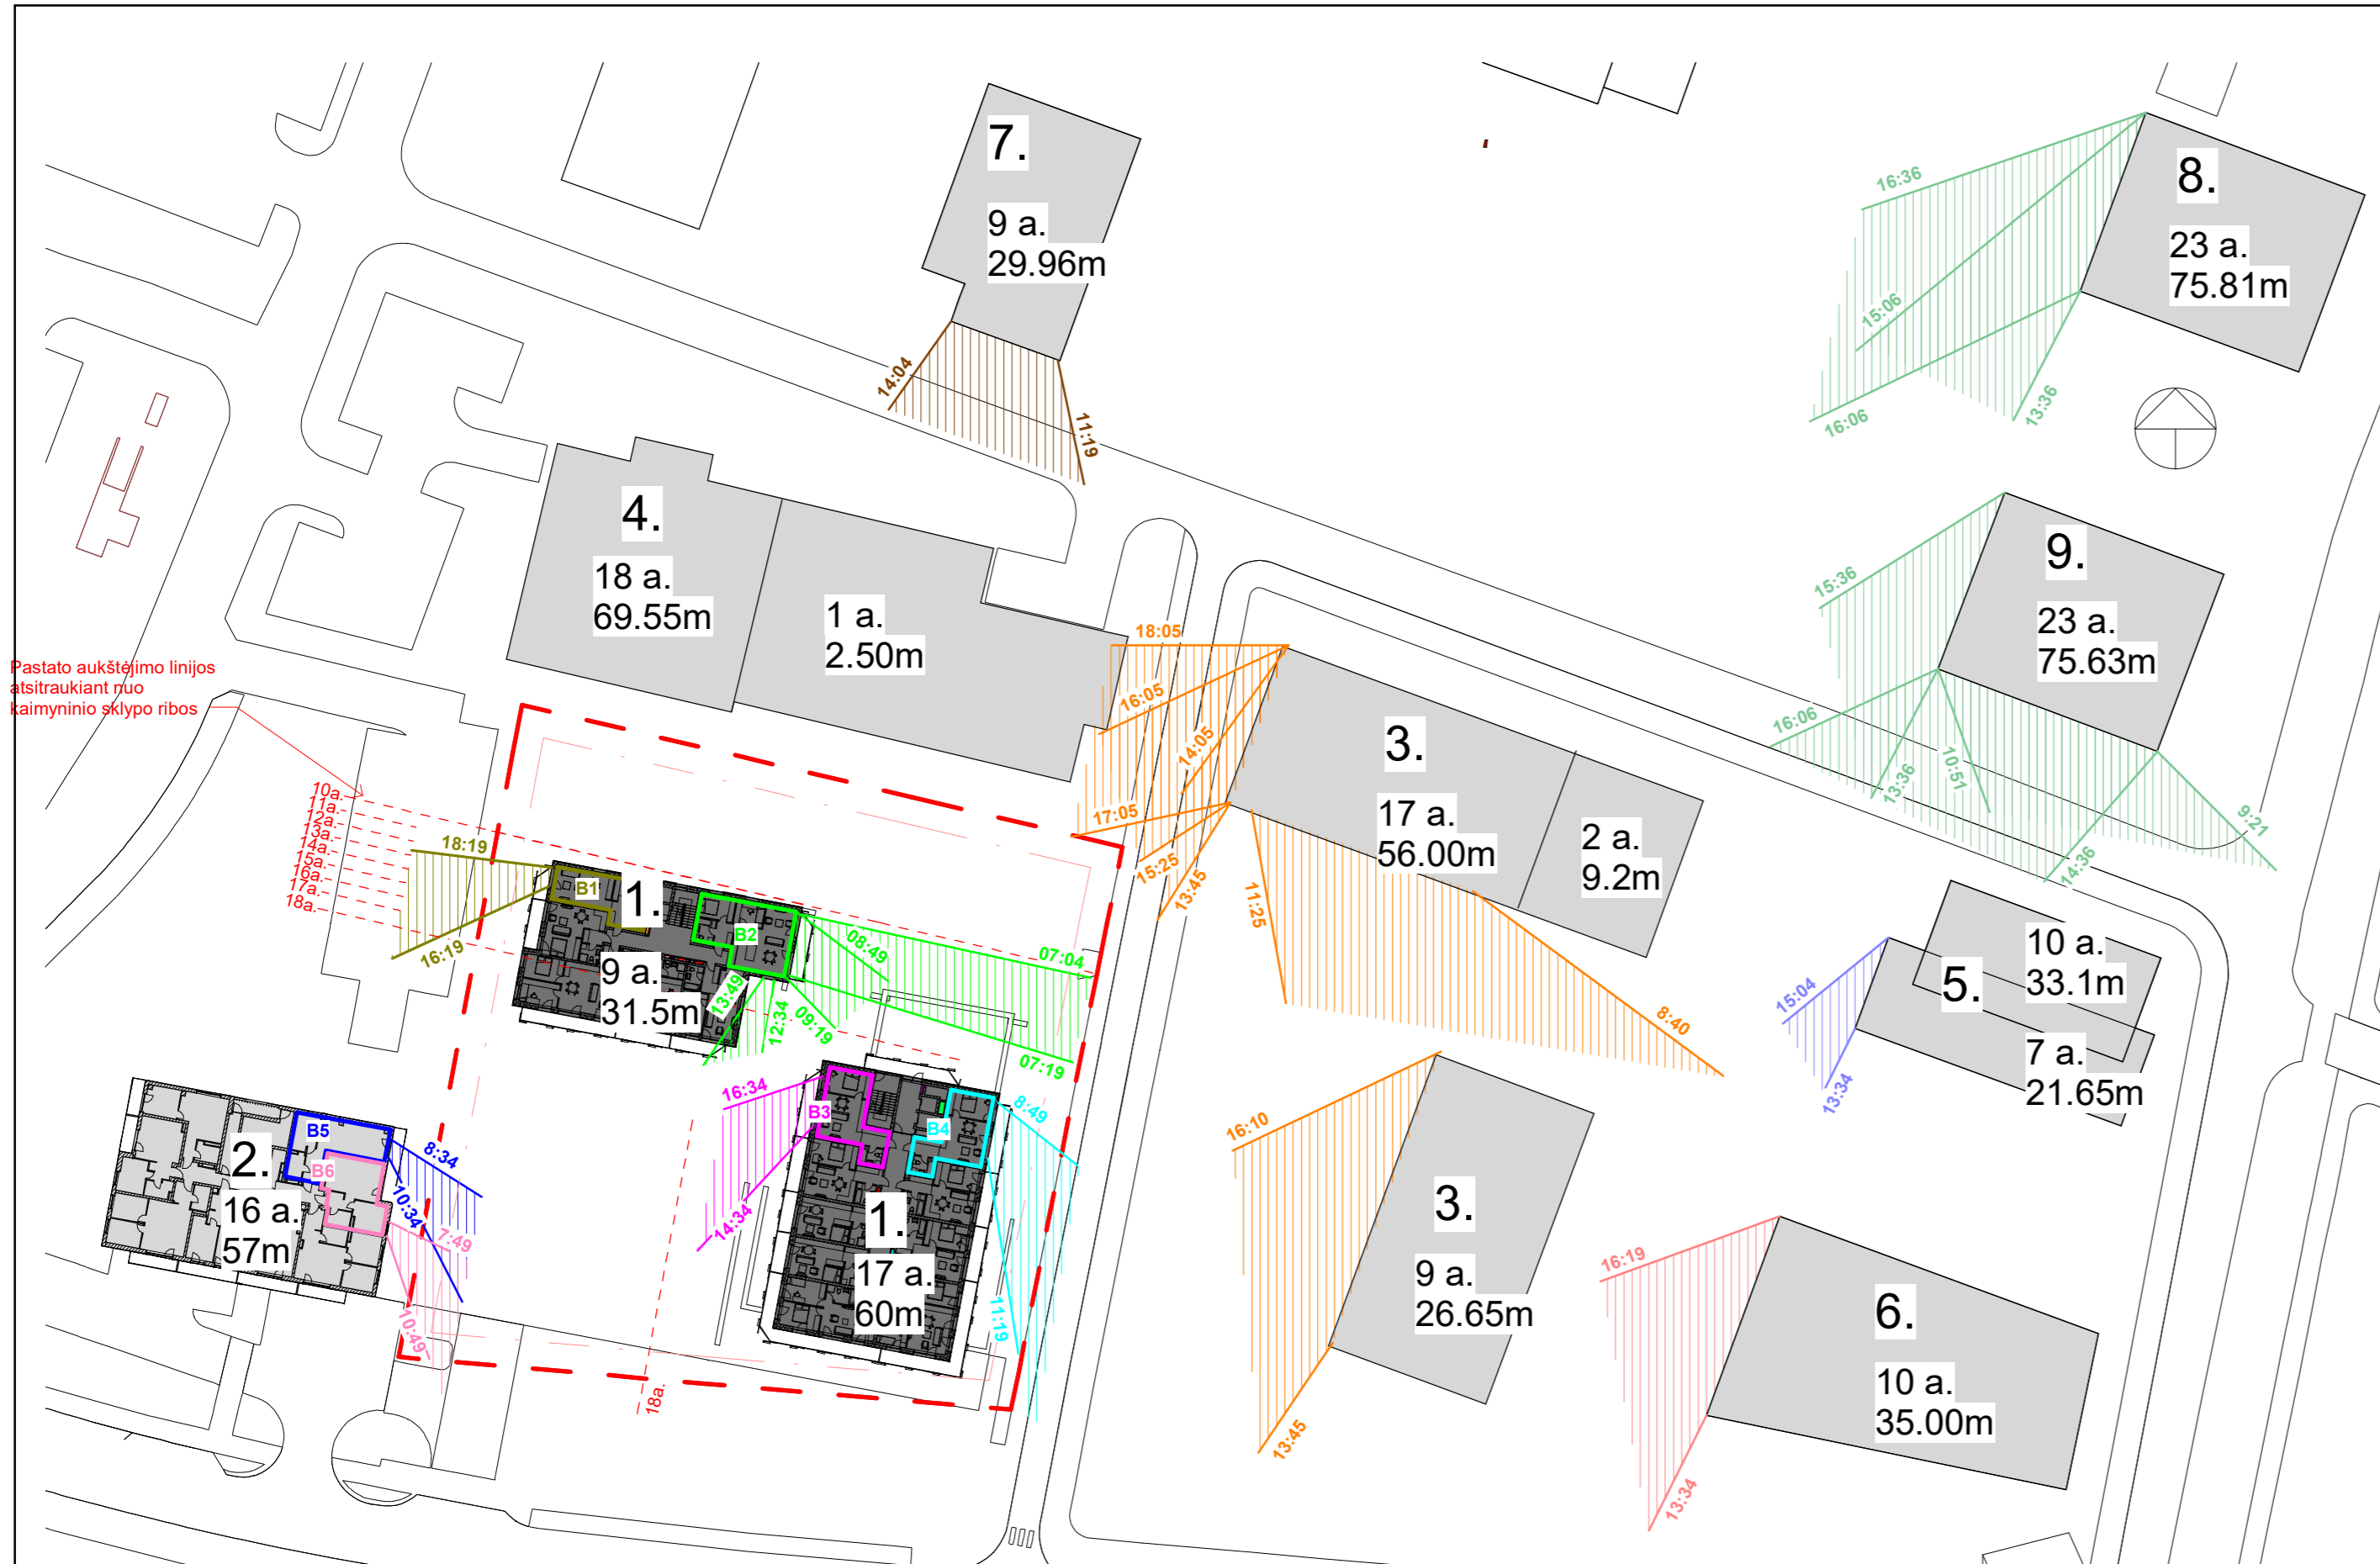 7.
9 a.
29.96m
14:04
11:19
8.
23 a.
75.81m
16:36
15:06
16:06
13:36
9.
23 a.
75.63m
15:36
16:06
13:36
10:51
14:36
9:21
4.
18 a.
69.55m
1 a.
2.50m
Pastato aukštėjimo linijos
atsitraukiant nuo
kaimyninio sklypo ribos
10a.
11a.
12a.
13a.
14a.
15a.
16a.
17a.
18a.
18:05
16:05
14:05
17:05
15:25
13:45
11:25
8:40
3.
17 a.
56.00m
2 a.
9.2m
18:19
16:19
B1
1.
9 a.
31.5m
B2
08:49
07:04
13:49
12:34
09:19
07:19
5.
10 a.
33.1m
7 a.
21.65m
15:04
13:34
16:34
14:34
B3
B4
8:49
11:19
1.
17 a.
60m
2.
16 a.
57m
B5
B6
8:34
10:34
7:49
10:49
18a.
3.
9 a.
26.65m
16:10
13:45
6.
10 a.
35.00m
16:19
13:34